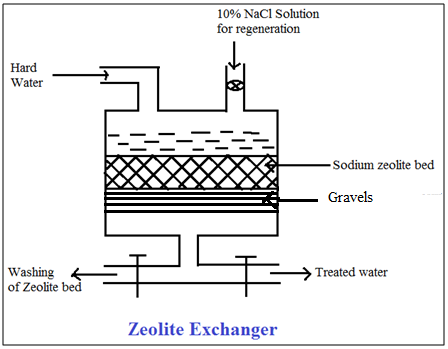 10% NaCl Solution
for regeneration
Hard
Water
Sodium zeolite bed
Gravels
Washing
of Zeolite bed
Treated water
Zeolite Exchanger